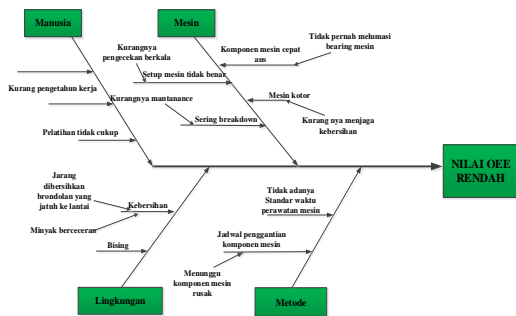 Manusia
Mesin
Kurangnya
pengecekan berkala
Komponen mesin cepat
aus
Tidak pernah melumasi
bearing mesin
Setup mesin tidak benar
Kurang pengetahun kerja
Kurangnya mantanance
Mesin kotor
Sering breakdown
Kurang nya menjaga
kebersihan
Pelatihan tidak cukup
NILAI OEE
RENDAH
Jarang
dibersihkan
brondolan yang
jatuh ke lantai
Kebersihan
Minyak berceceran
Bising
Tidak adanya
Standar waktu
perawatan mesin
Jadwal penggantian
komponen mesin
Menunggu
komponen mesin
rusak
Lingkungan
Metode